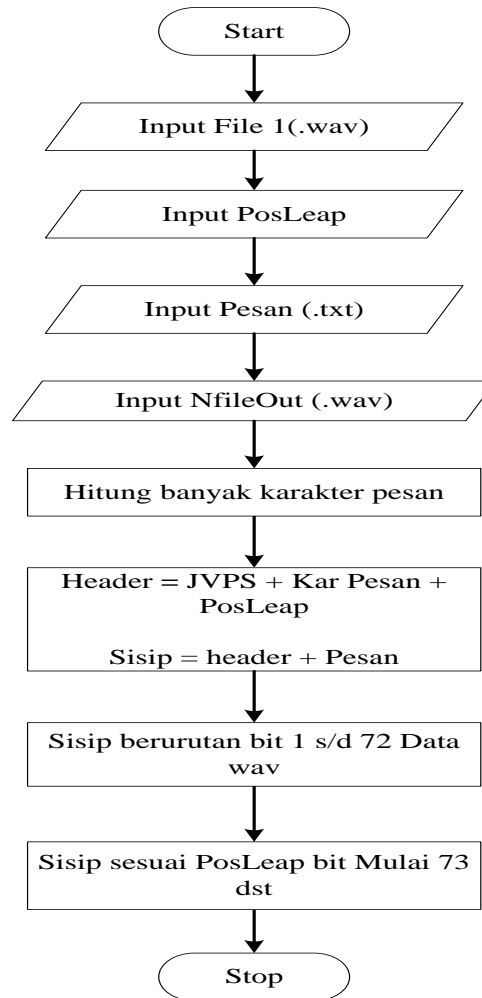 Start
Input File 1(.wav)
Input PosLeap
Input Pesan (.txt)
Input NfileOut (.wav)
Hitung banyak karakter pesan
Header = JVPS + Kar Pesan +
PosLeap
Sisip = header + Pesan
Sisip berurutan bit 1 s/d 72 Data
wav
Sisip sesuai PosLeap bit Mulai 73
dst
Stop